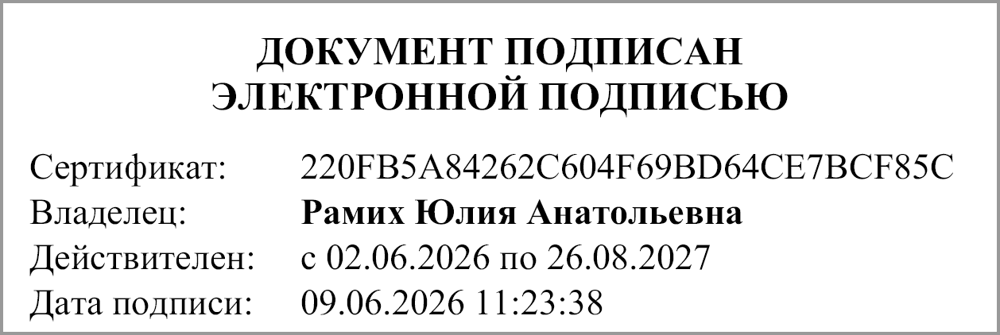 ДОКУМЕНТ ПОДПИСАН
ЭЛЕКТРОННОЙ ПОДПИСЬЮ
Сертификат: 220FB5A84262C604F69BD64CE7BCF85C
Владелец: Рамих Юлия Анатольевна
Действителен: с 02.06.2026 по 26.08.2027
Дата подписи: 09.06.2026 11:23:38